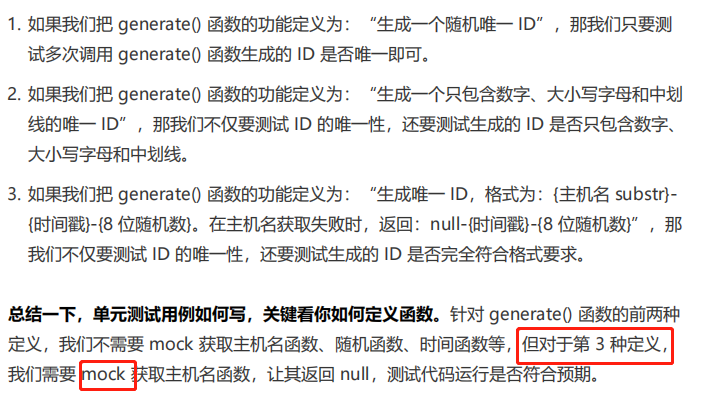 1. 如果我们把 generate() 函数的功能定义为：“生成一个随机唯一 ID”，那我们只要测
试多次调用 generate() 函数生成的 ID 是否唯一即可。
2. 如果我们把 generate() 函数的功能定义为：“生成一个只包含数字、大小写字母和中划
线的唯一 ID”，那我们不仅要测试 ID 的唯一性，还要测试生成的 ID 是否只包含数字、
大小写字母和中划线。
3. 如果我们把 generate() 函数的功能定义为：“生成唯一 ID，格式为：{主机名 substr}-
{时间戳}-{8 位随机数}。在主机名获取失败时，返回：null-{时间戳}-{8 位随机数}”，那
我们不仅要测试 ID 的唯一性，还要测试生成的 ID 是否完全符合格式要求。
总结一下，单元测试用例如何写，关键看你如何定义函数。针对 generate() 函数的前两种
定义，我们不需要 mock 获取主机名函数、随机函数、时间函数等，但对于第 3 种定义，
我们需要 mock 获取主机名函数，让其返回 null，测试代码运行是否符合预期。